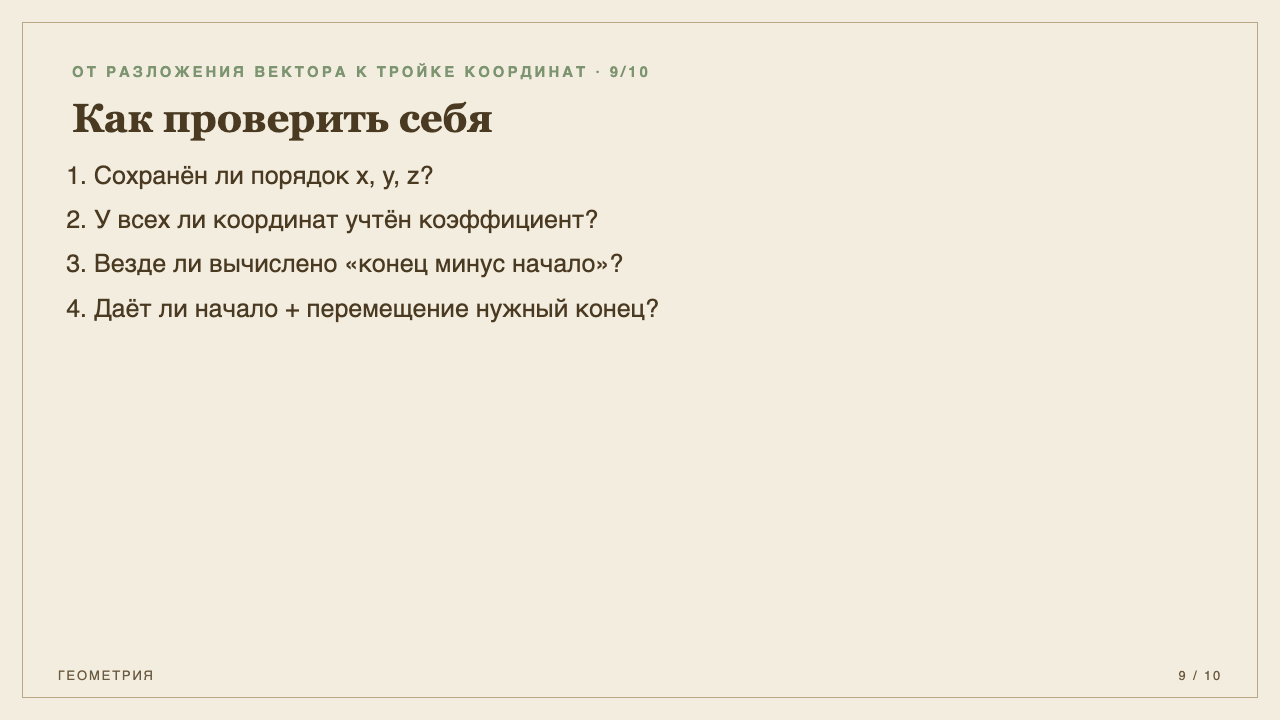 ОТ РАЗЛОЖЕНИЯ ВЕКТОРА К ТРОЙКЕ КООРДИНАТ · 9/10
Как проверить себя
1. Сохранён ли порядок x, y, z?
2. У всех ли координат учтён коэффициент?
3. Везде ли вычислено «конец минус начало»?
4. Даёт ли начало + перемещение нужный конец?
ГЕОМЕТРИЯ
9 / 10